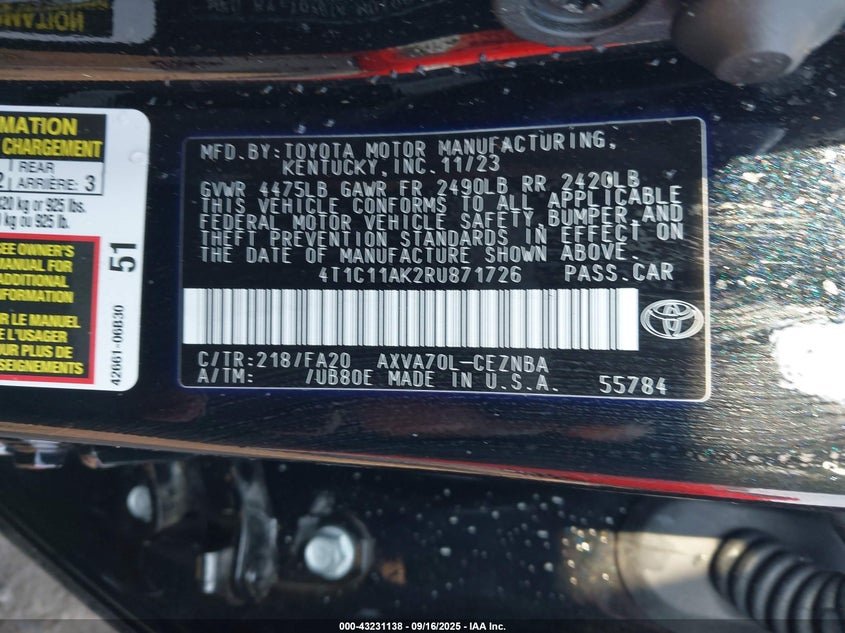 MATION
CHARGEMENT
REAR
ARRIÈRE: 3
kg or 925 lbs.
kg ou 925 lb.
SEE OWNER'S
MANUAL FOR
ADDITIONAL
INFORMATION
LE MANUEL
DE L'USAGER
POUR PLUS DE
RENSEIGNEMENTS
51
42661-06B30
MFD.BY:TOYOTA MOTOR MANUFACTURING,
KENTUCKY,INC. 11/23
GVWR 4475LB GAWR FR 2490LB RR 2420LB
THIS VEHICLE CONFORMS TO ALL APPLICABLE
FEDERAL MOTOR VEHICLE SAFETY,BUMPER,AND
THEFT PREVENTION STANDARDS IN EFFECT ON
THE DATE OF MANUFACTURE SHOWN ABOVE.
4T1C11AK2RU871726 PASS.CAR
C/TR:218/FA20 AXVA70L-CEZNBA
A/TM: /UB80E MADE IN U.S.A. 55784
000-43231138 - 09/16/2025 - IAA Inc.